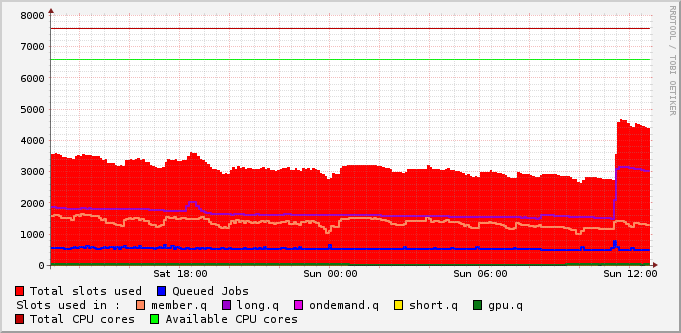 8000
7000
6000
5000
4000
3000
2000
1000
0
Sat 18:00 Sun 00:00 Sun 06:00 Sun 12:00
RRDTOOL / TOBI OETIKER
Total slots used Queued Jobs
Slots used in : member.q long.q ondemand.q short.q gpu.q
Total CPU cores Available CPU cores